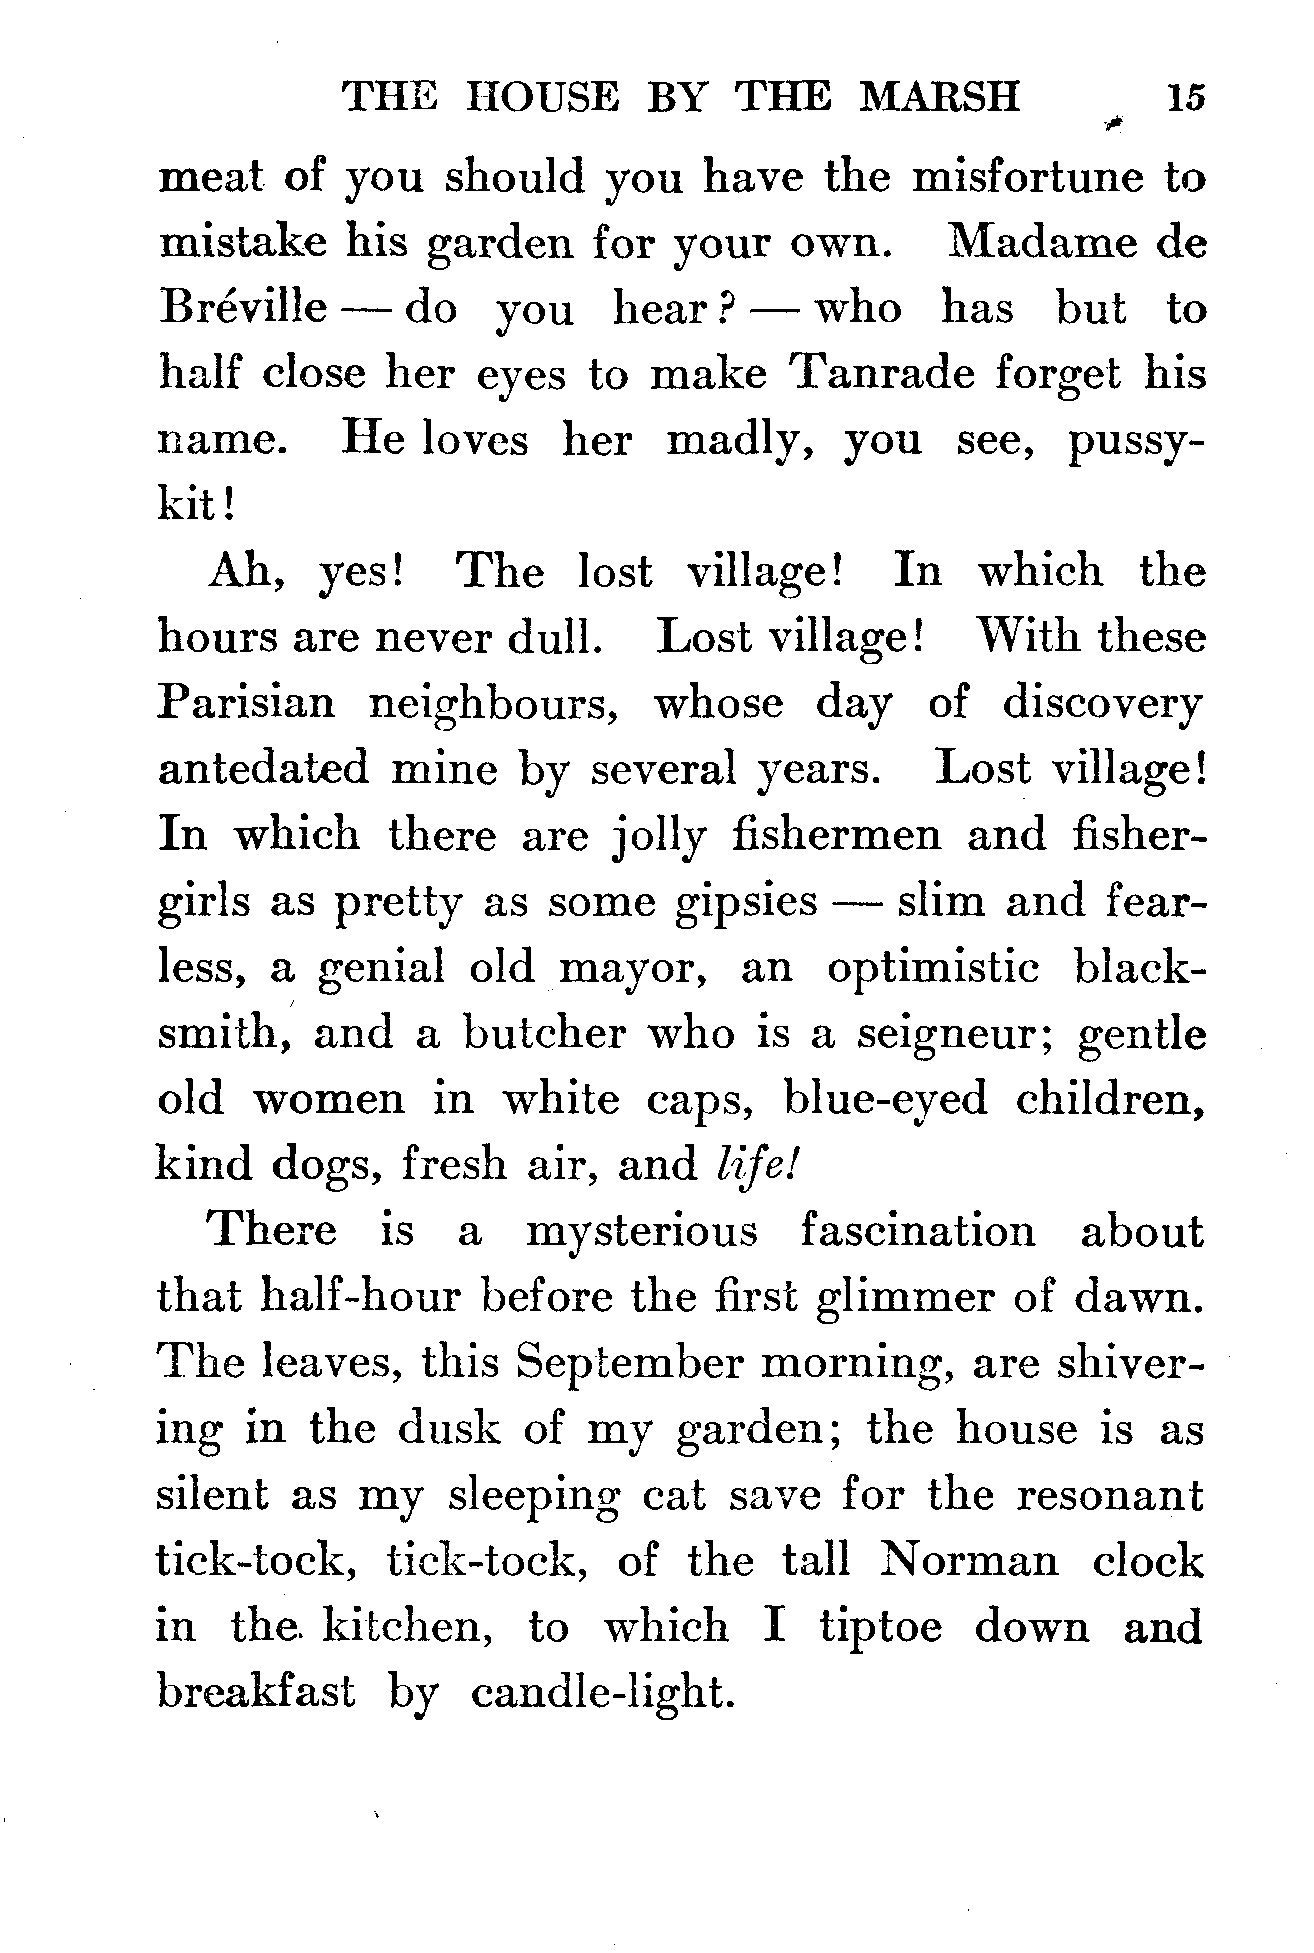 THE HOUSE BY THE MARSH 15
meat of you should you have the misfortune to
mistake his garden for your own. Madame de
Bréville — do you hear? — who has but to
half close her eyes to make Tanrade forget his
name. He loves her madly, you see, pussy-
kit!
Ah, yes! The lost village! In which the
hours are never dull. Lost village! With these
Parisian neighbours, whose day of discovery
antedated mine by several years. Lost village!
In which there are jolly fishermen and fisher-
girls as pretty as some gipsies — slim and fear-
less, a genial old mayor, an optimistic black-
smith, and a butcher who is a seigneur; gentle
old women in white caps, blue-eyed children,
kind dogs, fresh air, and life!
There is a mysterious fascination about
that half-hour before the first glimmer of dawn.
The leaves, this September morning, are shiver-
ing in the dusk of my garden; the house is as
silent as my sleeping cat save for the resonant
tick-tock, tick-tock, of the tall Norman clock
in the kitchen, to which I tiptoe down and
breakfast by candle-light.